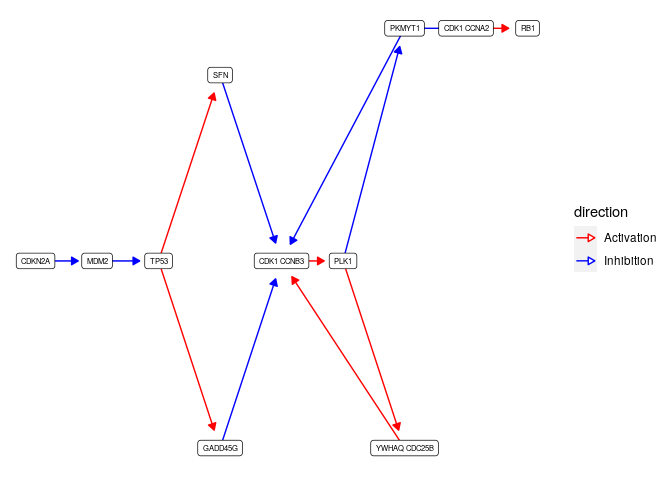 PKMYT1
CDK1 CCNA2
RB1
SFN
direction
Activation
Inhibition
CDKN2A
MDM2
TP53
CDK1 CCNB3
PLK1
GADD45G
YWHAQ CDC25B